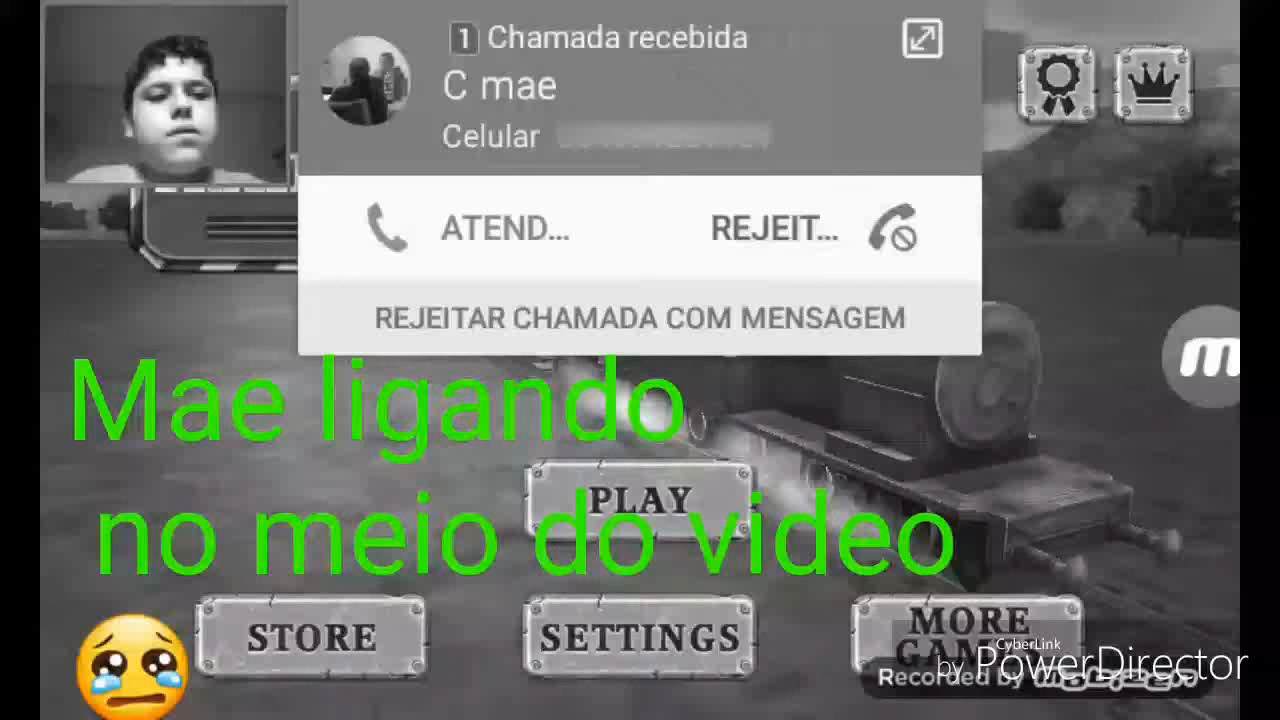 1 Chamada recebida
C mae
Celular
ATEND...
REJEIT...
REJEITAR CHAMADA COM MENSAGEM
m
Mae ligando
PLAY
no meio do video
STORE
SETTINGS
MORE
CyberLink
by PowerDirector
Recorded by